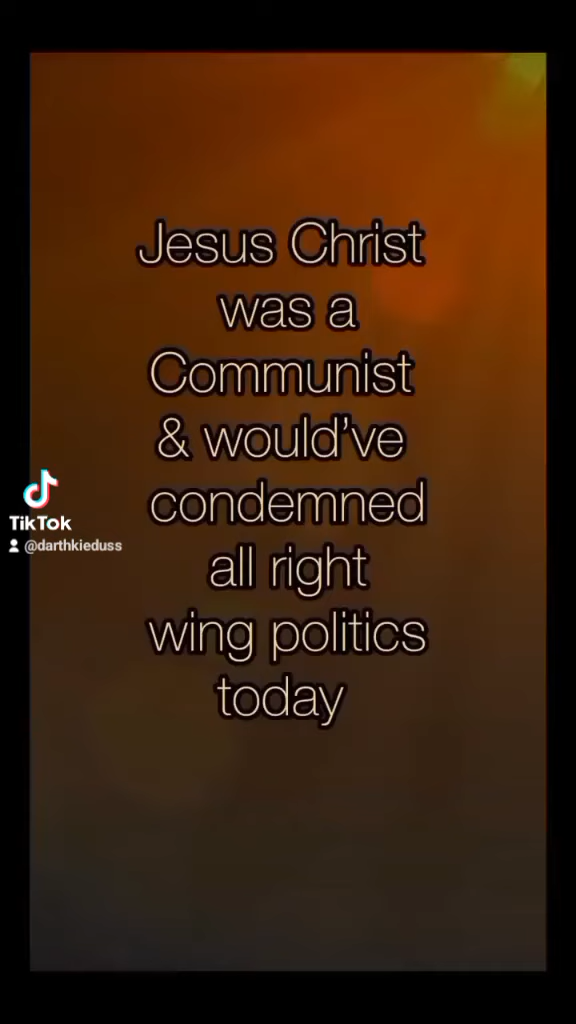 Jesus Christ
was a
Communist
& would've
condemned
all right
wing politics
today
TikTok
@darthkieduss